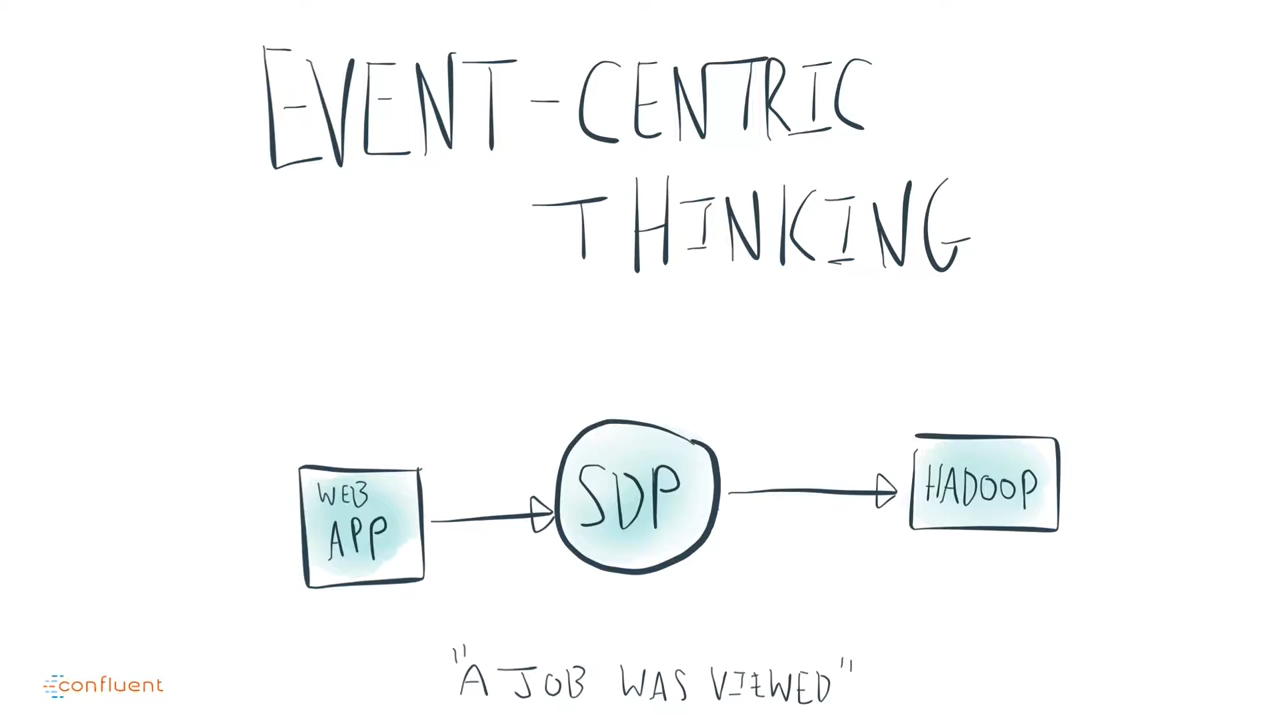 EVENT-CENTRIC
THINKING
WEB
APP
SDP
HADOOP
"A JOB WAS VIEWED"
confluent